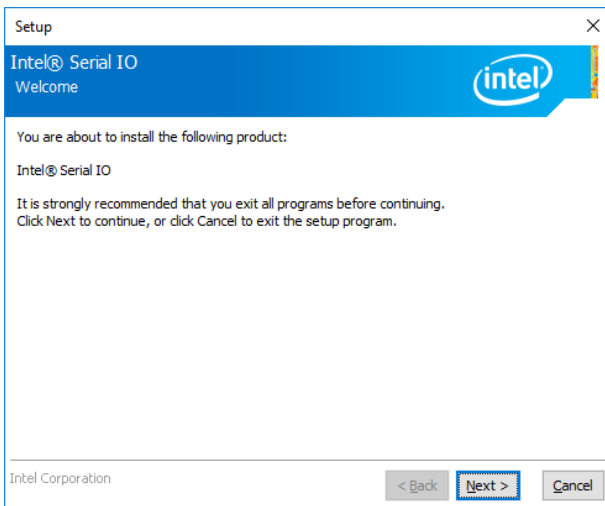 Setup
Intel® Serial IO
Welcome
intel
You are about to install the following product:
Intel® Serial IO
It is strongly recommended that you exit all programs before continuing.
Click Next to continue, or click Cancel to exit the setup program.
Intel Corporation
< Back
Next >
Cancel